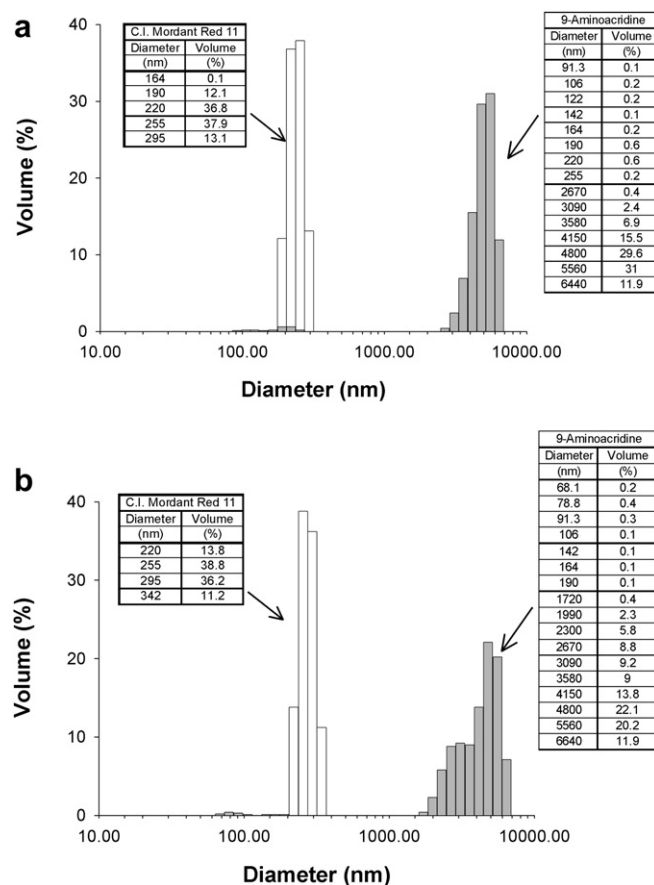 a
C.I. Mordant Red 11
Diameter Volume
(nm) (%)
164 0.1
190 12.1
220 36.8
255 37.9
295 13.1
9-Aminoacridine
Diameter Volume
(nm) (%)
91.3 0.1
106 0.2
122 0.2
142 0.1
164 0.2
190 0.6
220 0.6
255 0.2
2670 0.4
3090 2.4
3580 6.9
4150 15.5
4800 29.6
5560 31
6440 11.9
40
30
20
10
0
Volume (%)
10.00 100.00 1000.00 10000.00
Diameter (nm)
b
C.I. Mordant Red 11
Diameter Volume
(nm) (%)
220 13.8
255 38.8
295 36.2
342 11.2
9-Aminoacridine
Diameter Volume
(nm) (%)
68.1 0.2
78.8 0.4
91.3 0.3
106 0.1
142 0.1
164 0.1
190 0.1
1720 0.4
1990 2.3
2300 5.8
2670 8.8
3090 9.2
3580 9
4150 13.8
4800 22.1
5560 20.2
6640 11.9
40
30
20
10
0
Volume (%)
10.00 100.00 1000.00 10000.00
Diameter (nm)